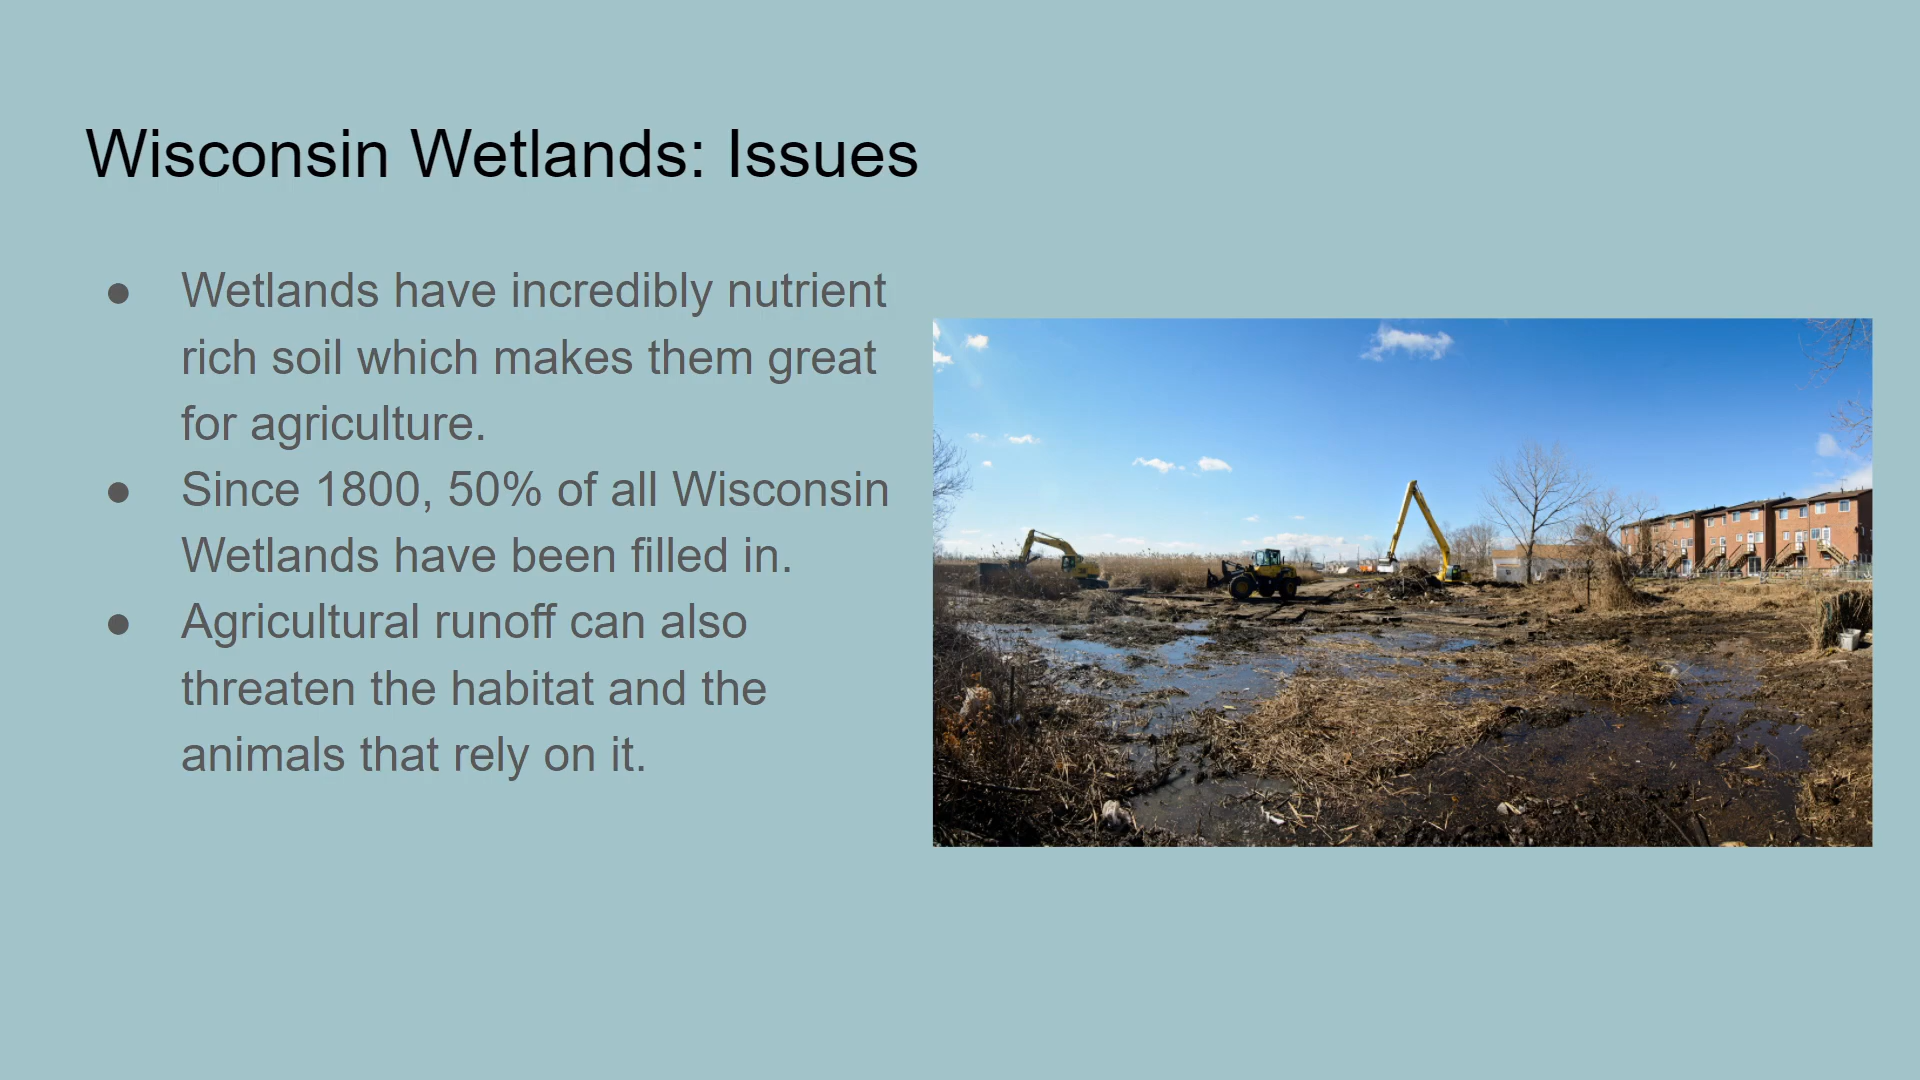 Wisconsin Wetlands: Issues
● Wetlands have incredibly nutrient
rich soil which makes them great
for agriculture.
● Since 1800, 50% of all Wisconsin
Wetlands have been filled in.
● Agricultural runoff can also
threaten the habitat and the
animals that rely on it.